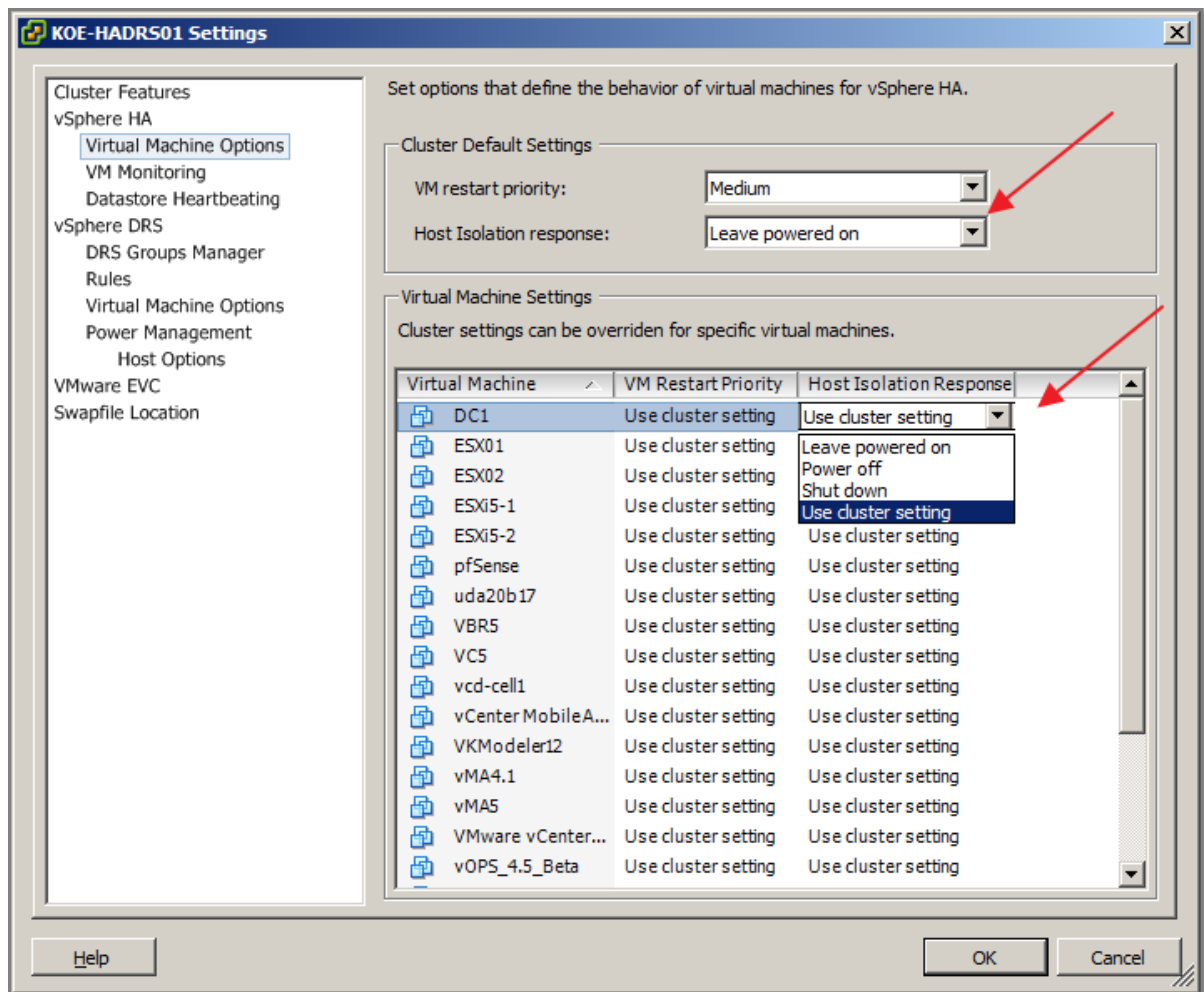 KOE-HADRS01 Settings
Cluster Features
vSphere HA
Virtual Machine Options
VM Monitoring
Datastore Heartbeating
vSphere DRS
DRS Groups Manager
Rules
Virtual Machine Options
Power Management
Host Options
VMware EVC
Swapfile Location
Set options that define the behavior of virtual machines for vSphere HA.
Cluster Default Settings
VM restart priority: Medium
Host Isolation response: Leave powered on
Virtual Machine Settings
Cluster settings can be overriden for specific virtual machines.
Virtual Machine VM Restart Priority Host Isolation Response
DC1 Use cluster setting Use cluster setting
ESX01 Use cluster setting Leave powered on
Power off
ESX02 Use cluster setting Shut down
ESXi5-1 Use cluster setting Use cluster setting
ESXi5-2 Use cluster setting Use cluster setting
pfSense Use cluster setting Use cluster setting
uda20b17 Use cluster setting Use cluster setting
VBR5 Use cluster setting Use cluster setting
VC5 Use cluster setting Use cluster setting
vcd-cell1 Use cluster setting Use cluster setting
vCenter MobileA... Use cluster setting Use cluster setting
VKModeler12 Use cluster setting Use cluster setting
vMA4.1 Use cluster setting Use cluster setting
vMA5 Use cluster setting Use cluster setting
VMware vCenter... Use cluster setting Use cluster setting
vOPS_4.5_Beta Use cluster setting Use cluster setting
Help OK Cancel